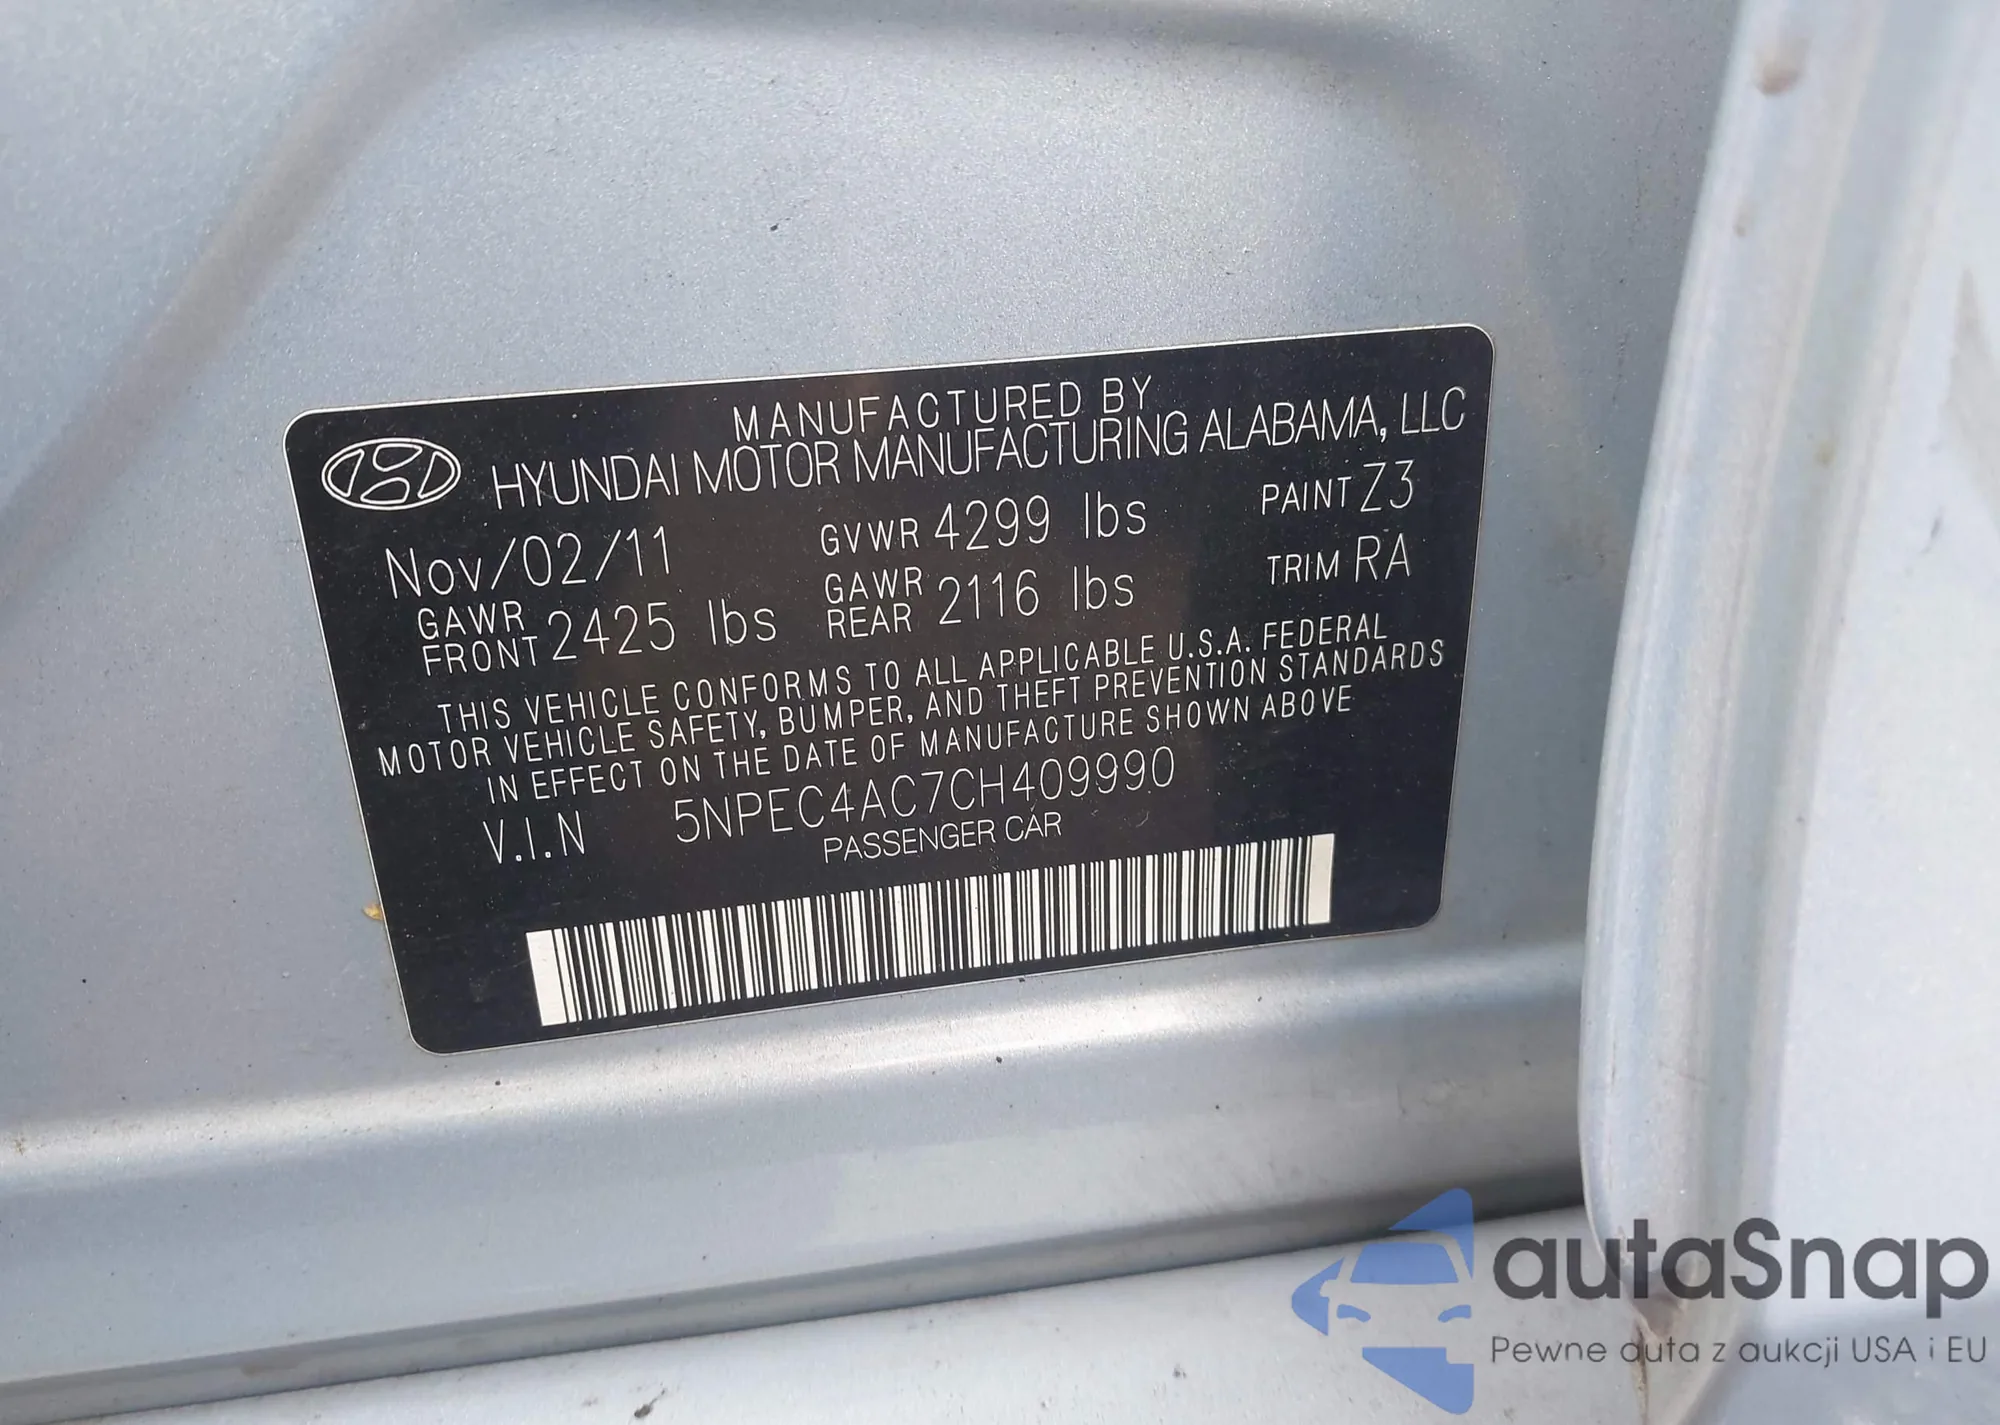 MANUFACTURED BY
HYUNDAI MOTOR MANUFACTURING ALABAMA, LLC
Nov/02/11 GVWR 4299 lbs PAINT Z3
GAWR FRONT 2425 lbs GAWR REAR 2116 lbs TRIM RA
THIS VEHICLE CONFORMS TO ALL APPLICABLE U.S.A. FEDERAL
MOTOR VEHICLE SAFETY, BUMPER, AND THEFT PREVENTION STANDARDS
IN EFFECT ON THE DATE OF MANUFACTURE SHOWN ABOVE
V.I.N 5NPEC4AC7CH409990
PASSENGER CAR
autaSnap
Pewne auta z aukcji USA i EU